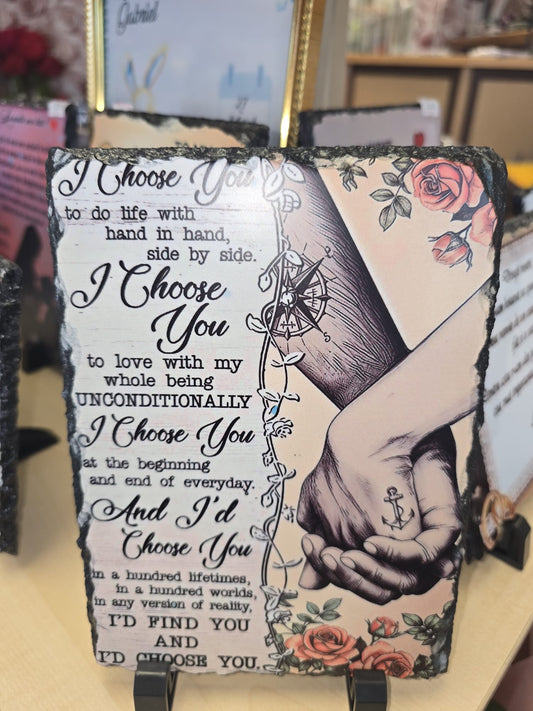 Gabriel
27
I Choose You
to do life with
hand in hand,
side by side.
I Choose
You
to love with my
whole being
UNCONDITIONALLY
I Choose You
at the beginning
and end of everyday.
And I'd
Choose You
in a hundred lifetimes,
in a hundred worlds,
in any version of reality,
I'D FIND YOU
AND
I'D CHOOSE YOU.